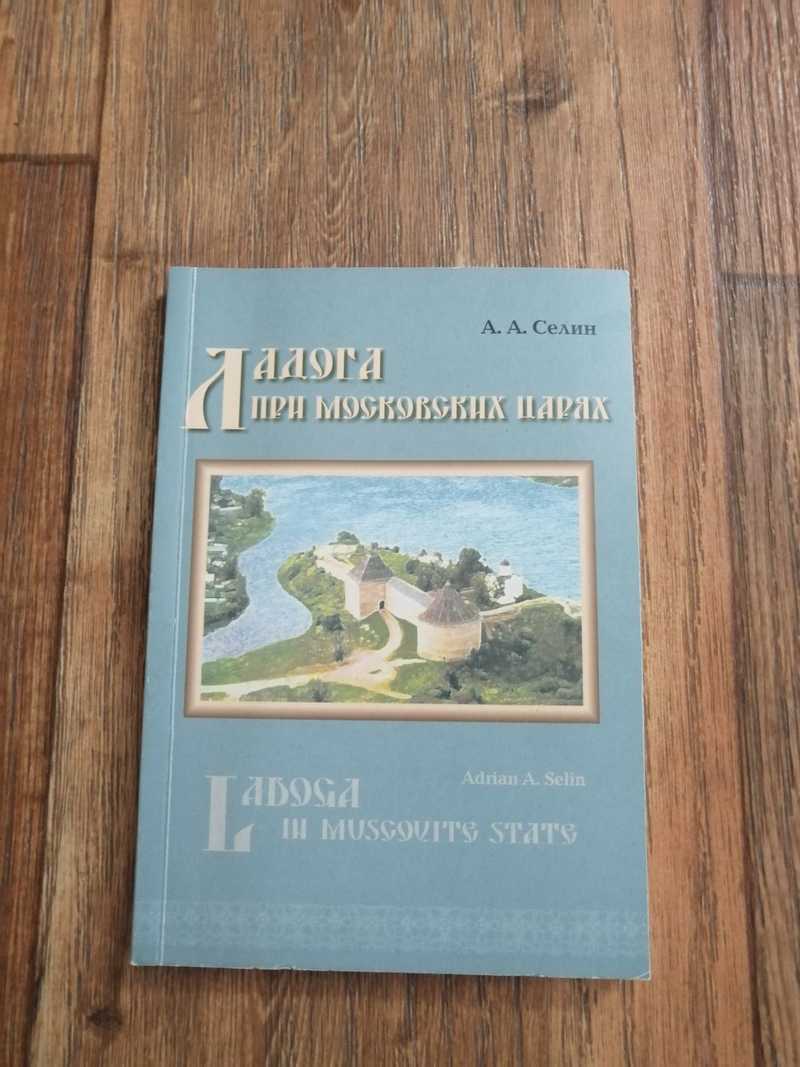 А. А. Селин
Ладога
при московских царях
Adrian A. Selin
Ladoga
in Muscovite State